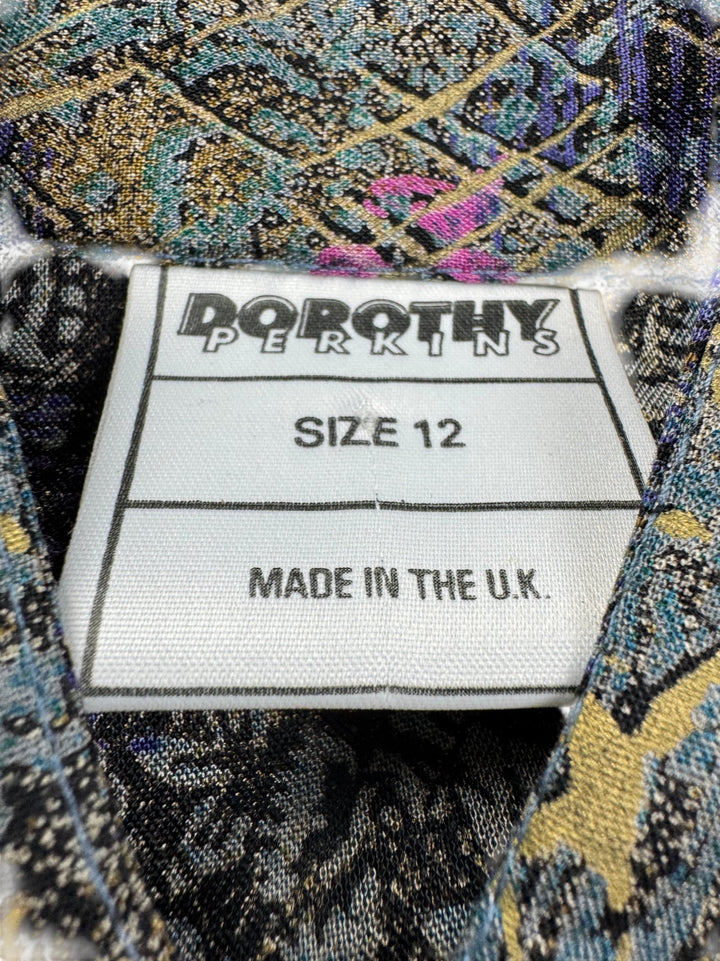 DOROTHY
PERKINS
SIZE 12
MADE IN THE U.K.